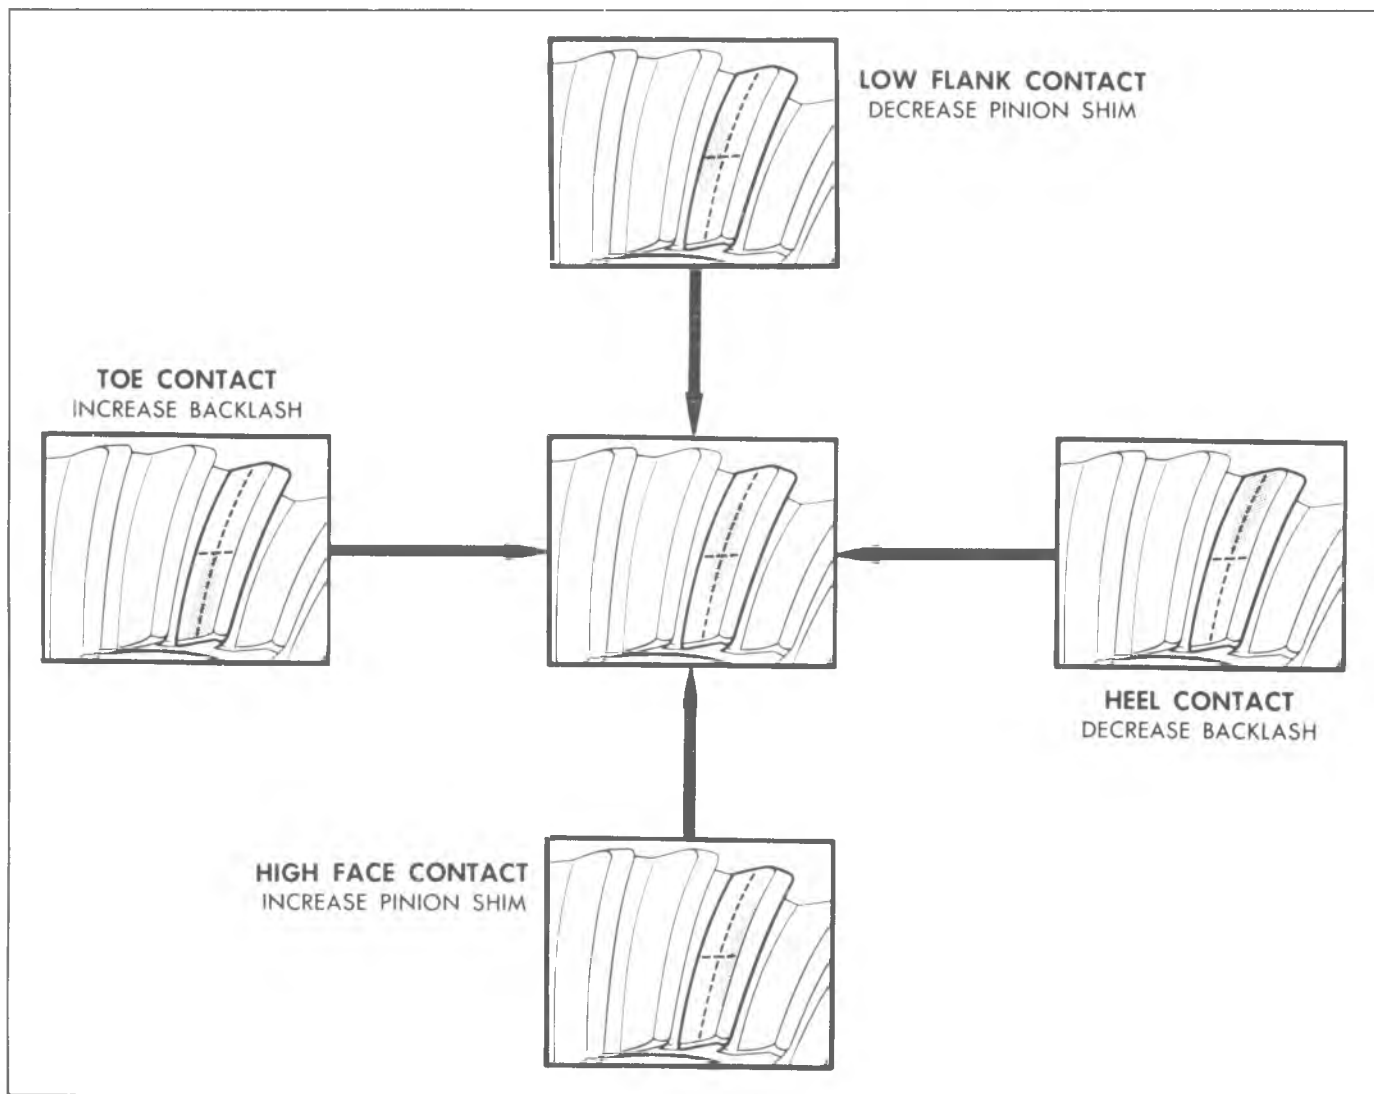 LOW FLANK CONTACT
DECREASE PINION SHIM
TOE CONTACT
INCREASE BACKLASH
HEEL CONTACT
DECREASE BACKLASH
HIGH FACE CONTACT
INCREASE PINION SHIM